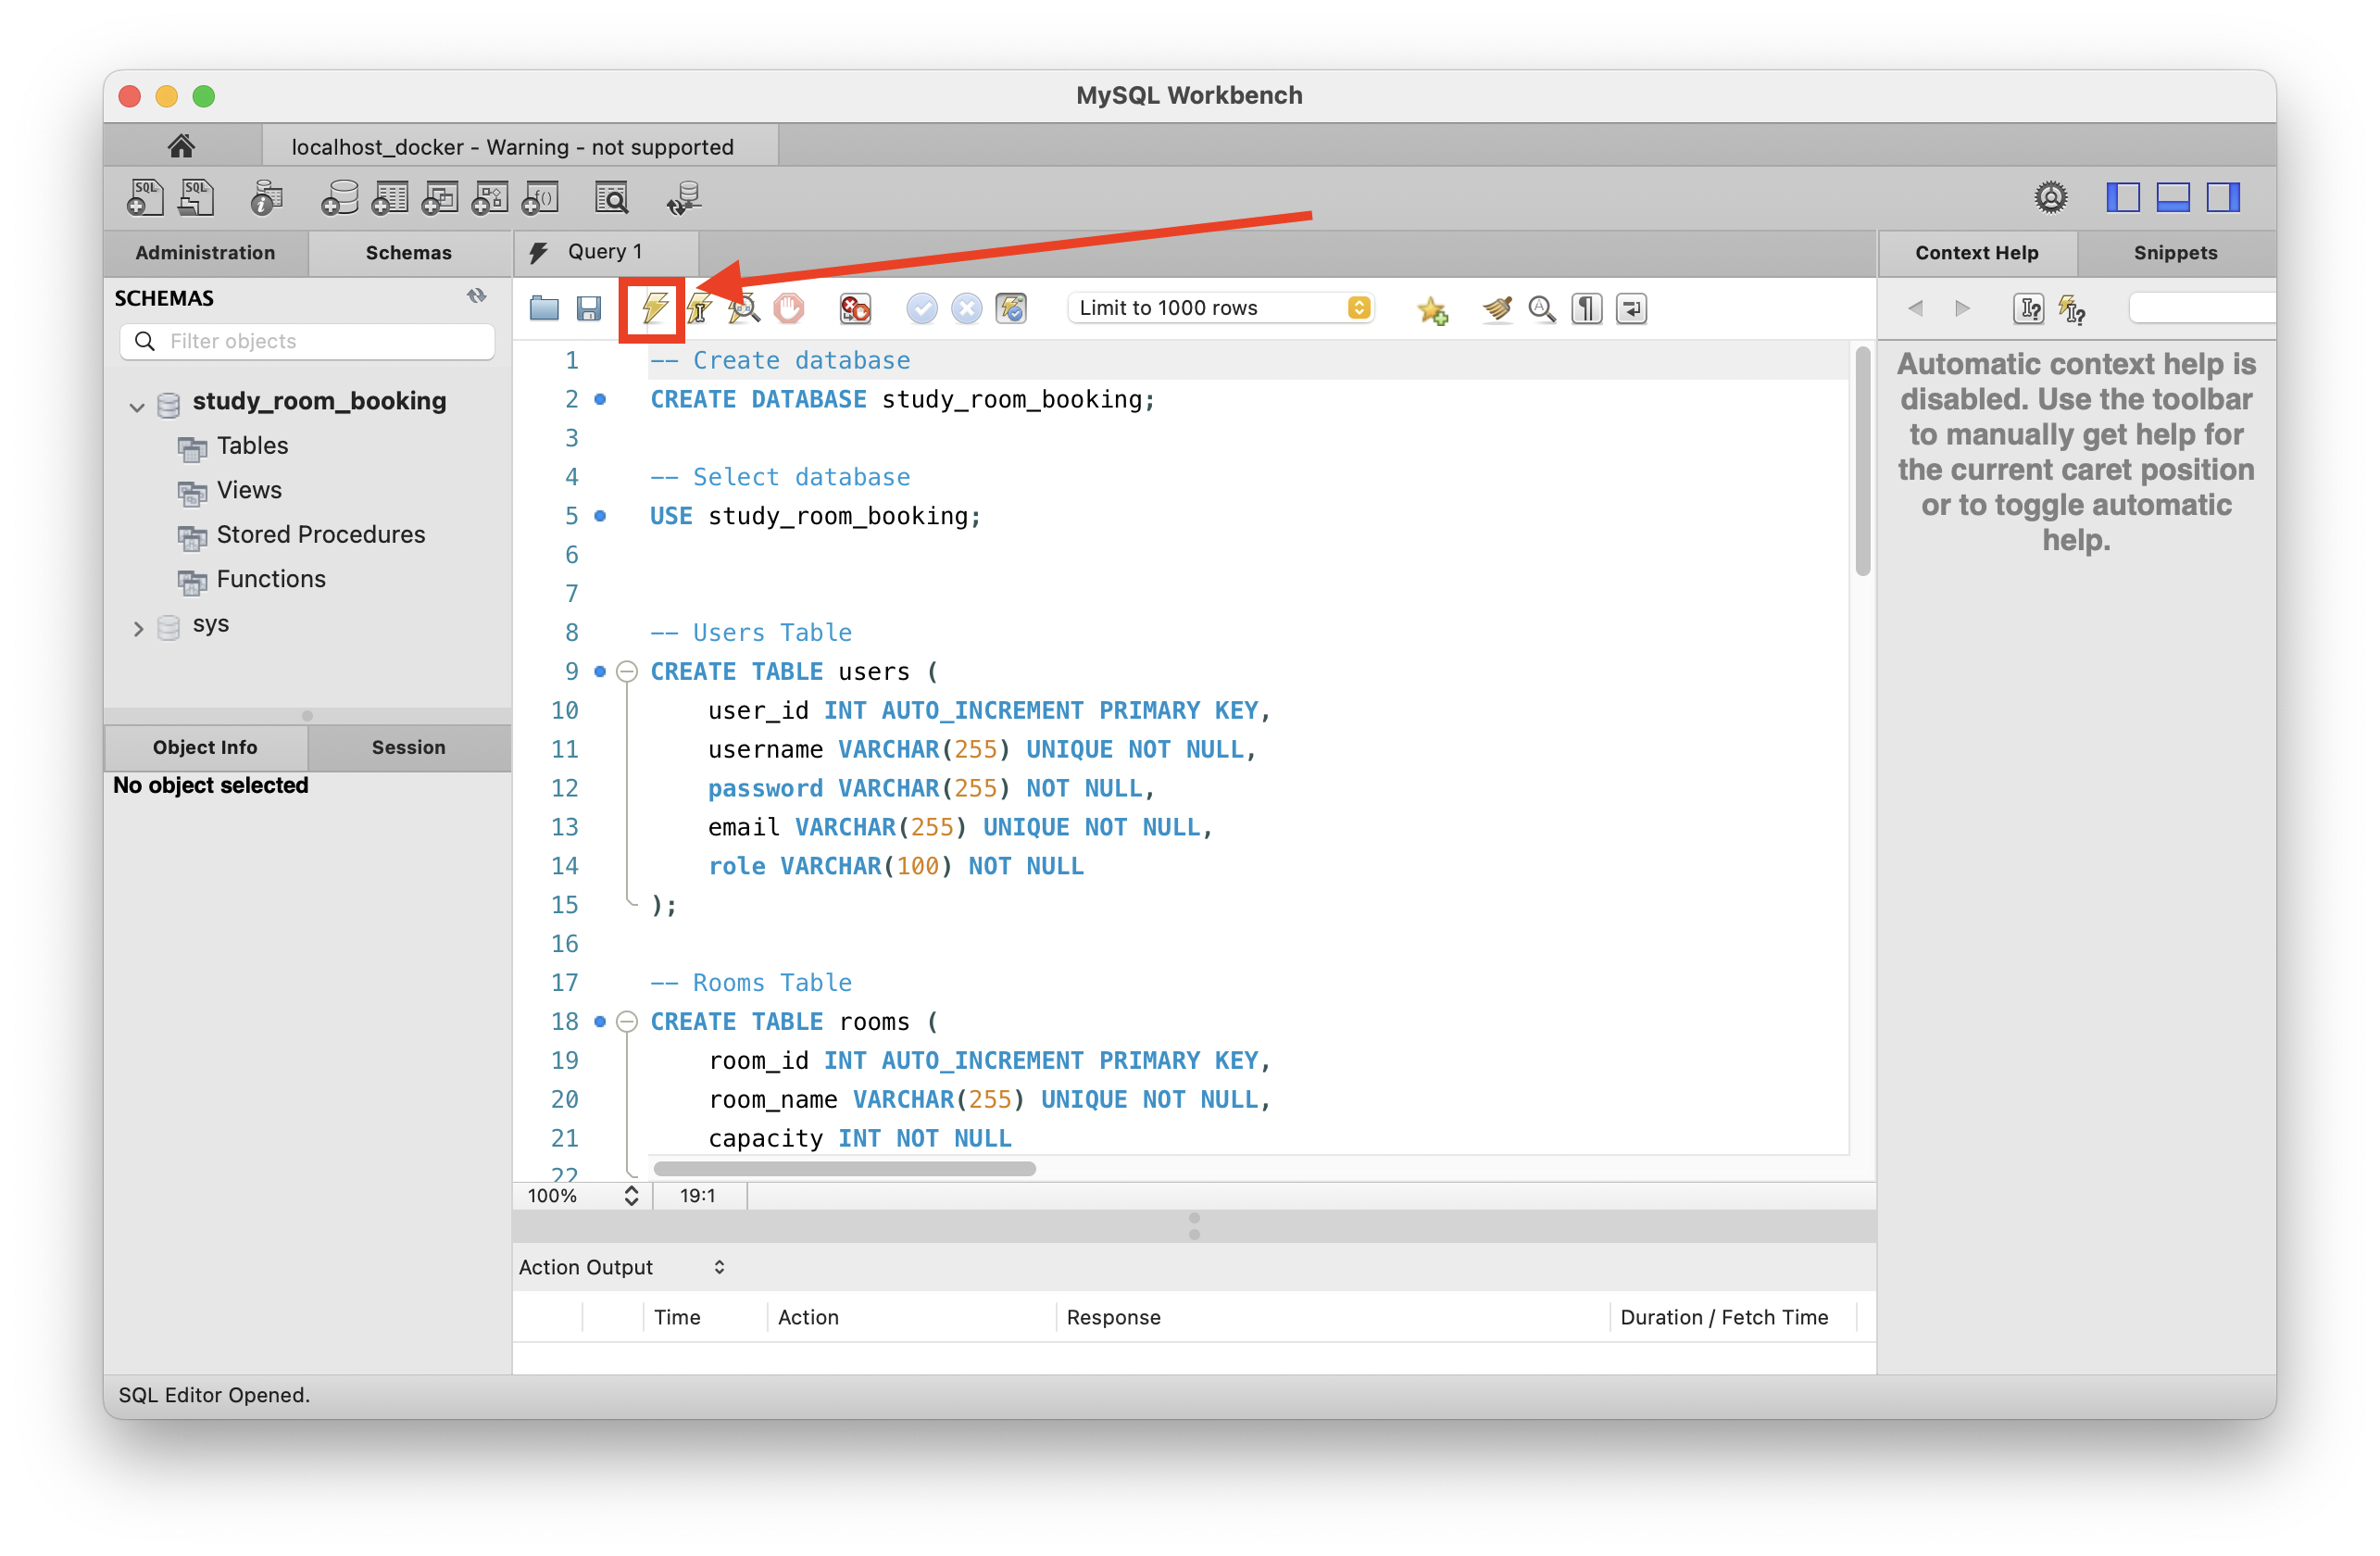 MySQL Workbench
localhost_docker - Warning - not supported
Administration
Schemas
Query 1
Context Help
Snippets
SCHEMAS
Filter objects
study_room_booking
Tables
Views
Stored Procedures
Functions
sys
Object Info
Session
No object selected
Limit to 1000 rows
1 -- Create database
2 CREATE DATABASE study_room_booking;
3
4 -- Select database
5 USE study_room_booking;
6
7
8 -- Users Table
9 CREATE TABLE users (
10 user_id INT AUTO_INCREMENT PRIMARY KEY,
11 username VARCHAR(255) UNIQUE NOT NULL,
12 password VARCHAR(255) NOT NULL,
13 email VARCHAR(255) UNIQUE NOT NULL,
14 role VARCHAR(100) NOT NULL
15 );
16
17 -- Rooms Table
18 CREATE TABLE rooms (
19 room_id INT AUTO_INCREMENT PRIMARY KEY,
20 room_name VARCHAR(255) UNIQUE NOT NULL,
21 capacity INT NOT NULL
22
100%
19:1
Action Output
Time
Action
Response
Duration / Fetch Time
Automatic context help is
disabled. Use the toolbar
to manually get help for
the current caret position
or to toggle automatic
help.
SQL Editor Opened.